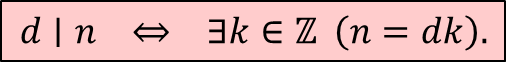 d ∣ n ⇔ ∃k ∈ ℤ (n = dk).